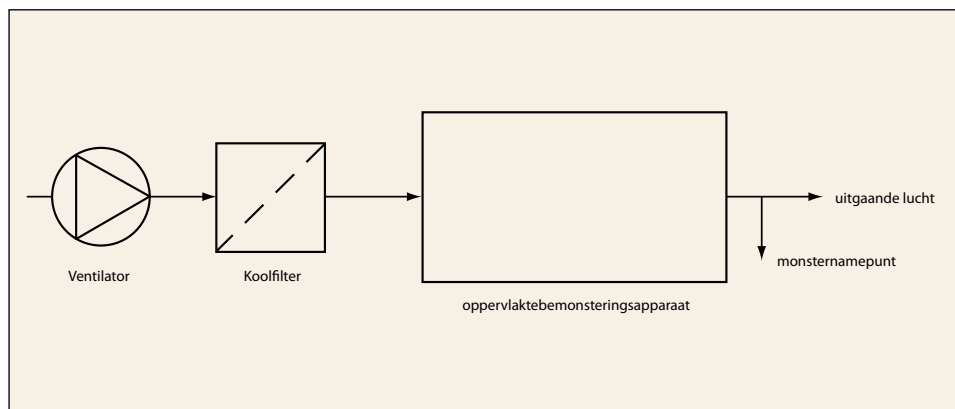 Ventilator
Koolfilter
oppervlaktebemonsteringsapparaat
uitgaande lucht
monsternamepunt